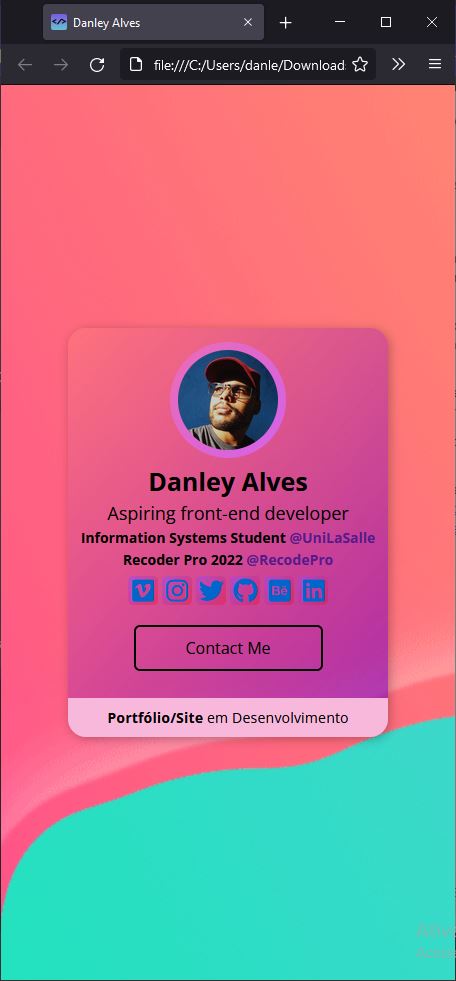 Danley Alves
file:///C:/Users/danle/Download
Danley Alves
Aspiring front-end developer
Information Systems Student @UniLaSalle
Recoder Pro 2022 @RecodePro
Bē in
Contact Me
Portfólio/Site em Desenvolvimento